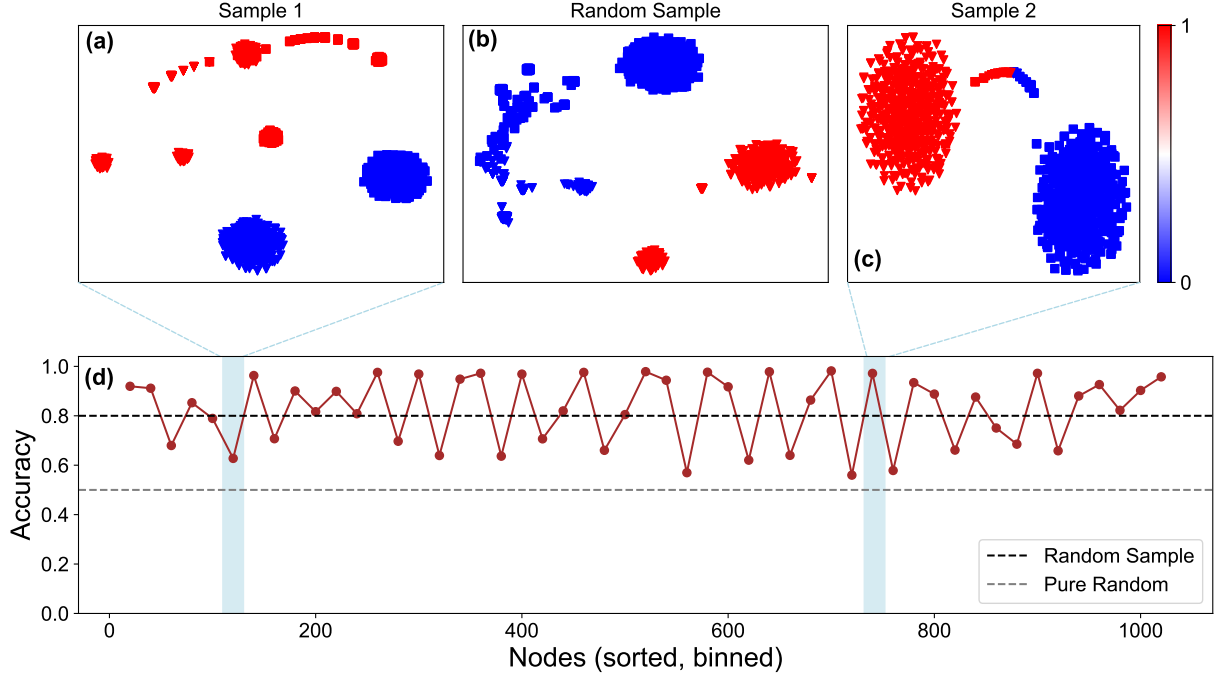 Sample 1
Random Sample
Sample 2
(a)
(b)
(c)
1
0
(d)
Accuracy
1.0
0.8
0.6
0.4
0.2
0.0
0
200
400
600
800
1000
Nodes (sorted, binned)
Random Sample
Pure Random